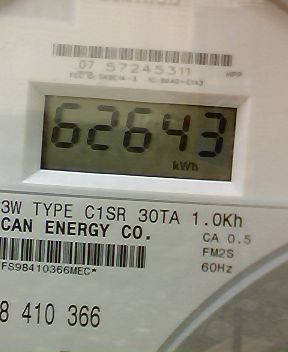 07 57245311
HPP
62643
kWh
3W TYPE C1SR 30TA 1.0Kh
CAN ENERGY CO.
CA 0.5
FM2S
60Hz
FS98410366MEC*
8 410 366